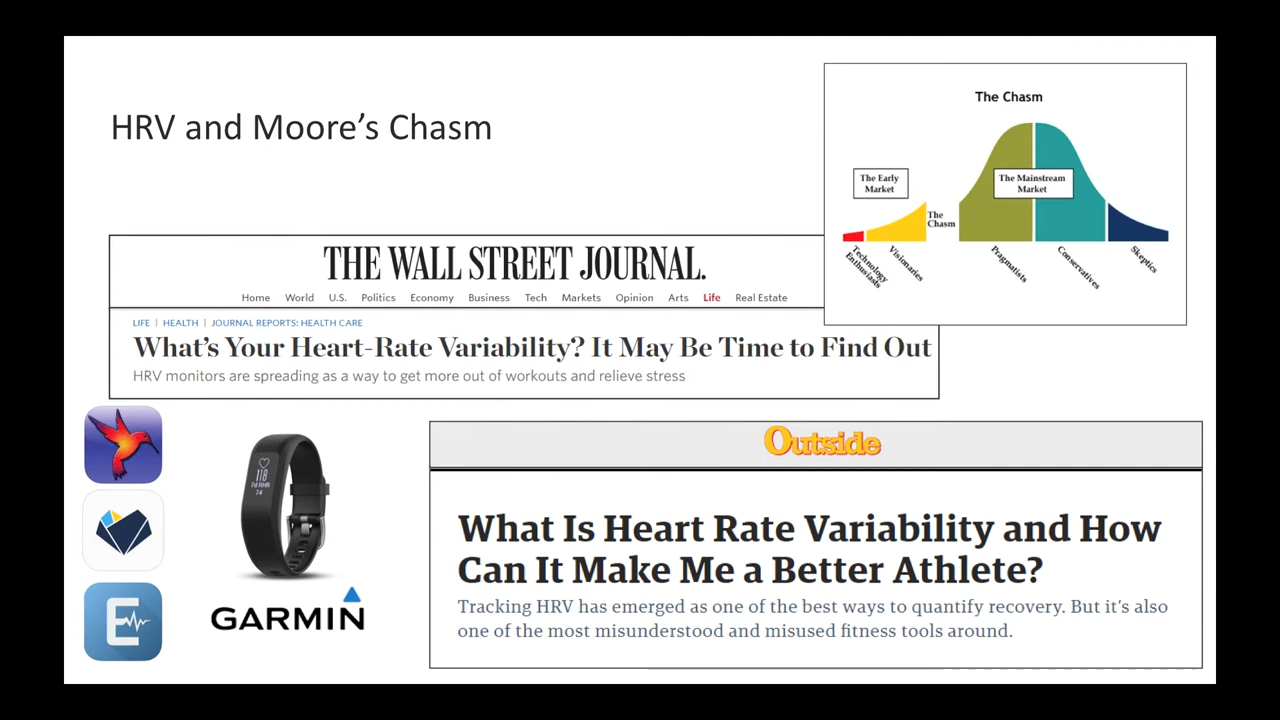 HRV and Moore's Chasm
The Chasm
The Early
Market
The Mainstream
Market
The
Chasm
Technology
Enthusiasts
Visionaries
Pragmatists
Conservatives
Skeptics
THE WALL STREET JOURNAL.
Home World U.S. Politics Economy Business Tech Markets Opinion Arts Life Real Estate
LIFE | HEALTH | JOURNAL REPORTS: HEALTH CARE
What's Your Heart-Rate Variability? It May Be Time to Find Out
HRV monitors are spreading as a way to get more out of workouts and relieve stress
118
7d RHR
74
E
GARMIN
Outside
What Is Heart Rate Variability and How
Can It Make Me a Better Athlete?
Tracking HRV has emerged as one of the best ways to quantify recovery. But it's also
one of the most misunderstood and misused fitness tools around.